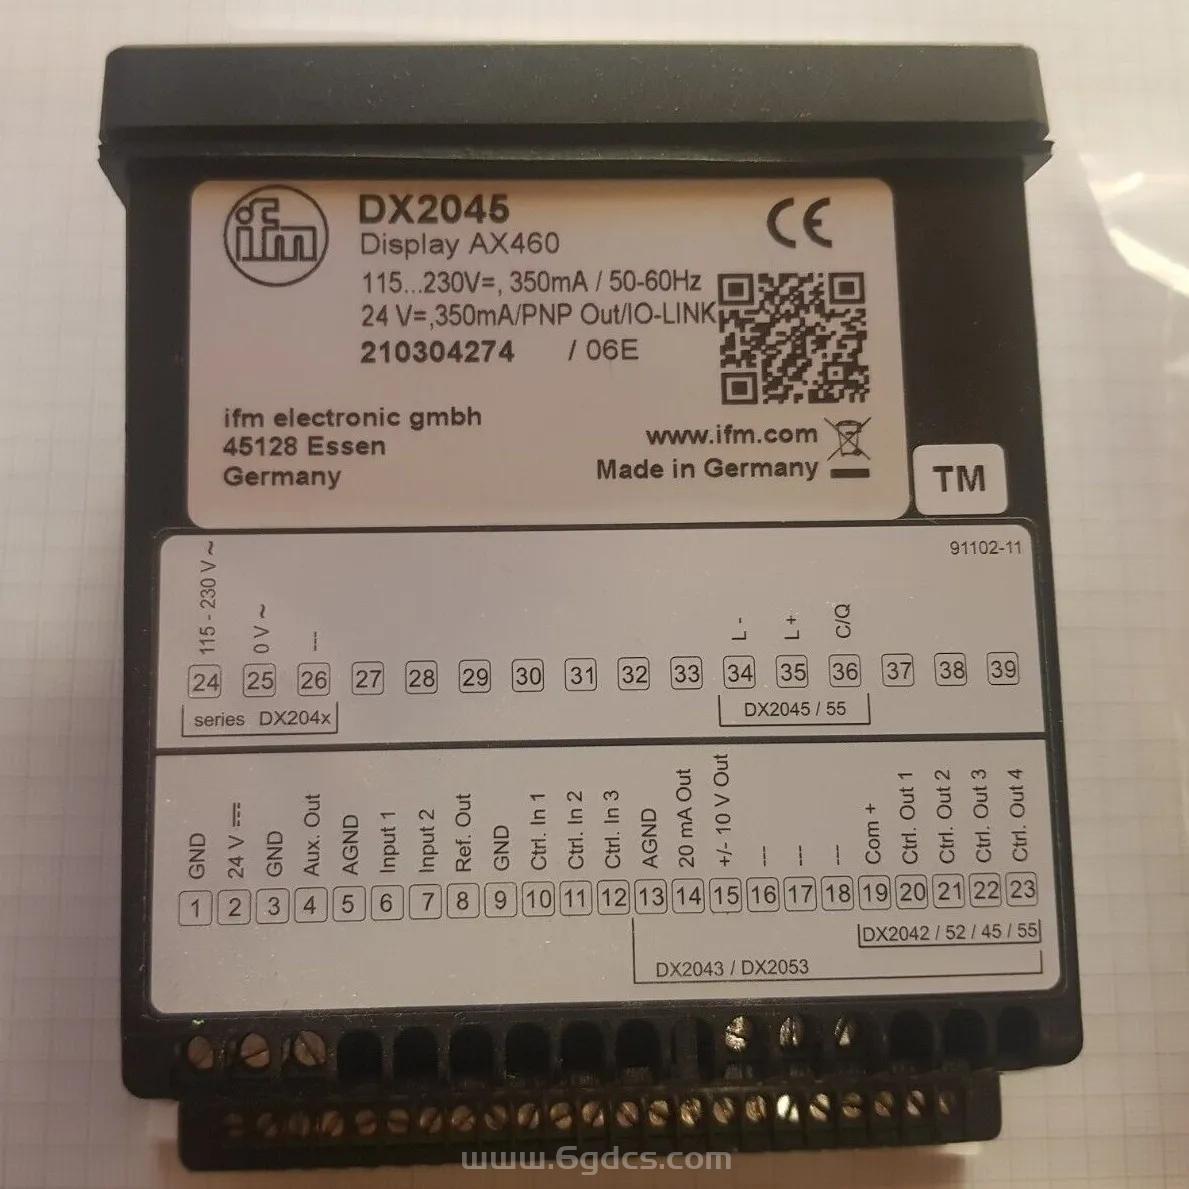 ifm
DX2045
CE
Display AX460
115...230V=, 350mA / 50-60Hz
24 V=,350mA/PNP Out/IO-LINK
210304274 / 06E
ifm electronic gmbh
45128 Essen
Germany
www.ifm.com
Made in Germany
TM
91102-11
115 - 230 V ~
0 V ~
---
L -
L +
C/Q
24 25 26 27 28 29 30 31 32 33 34 35 36 37 38 39
series DX204x
DX2045 / 55
GND
24 V ⎓
GND
Aux. Out
AGND
Input 1
Input 2
Ref. Out
GND
Ctrl. In 1
Ctrl. In 2
Ctrl. In 3
AGND
20 mA Out
+/- 10 V Out
---
---
---
Com +
Ctrl. Out 1
Ctrl. Out 2
Ctrl. Out 3
Ctrl. Out 4
1 2 3 4 5 6 7 8 9 10 11 12 13 14 15 16 17 18 19 20 21 22 23
DX2042 / 52 / 45 / 55
DX2043 / DX2053
www.6gdcs.com